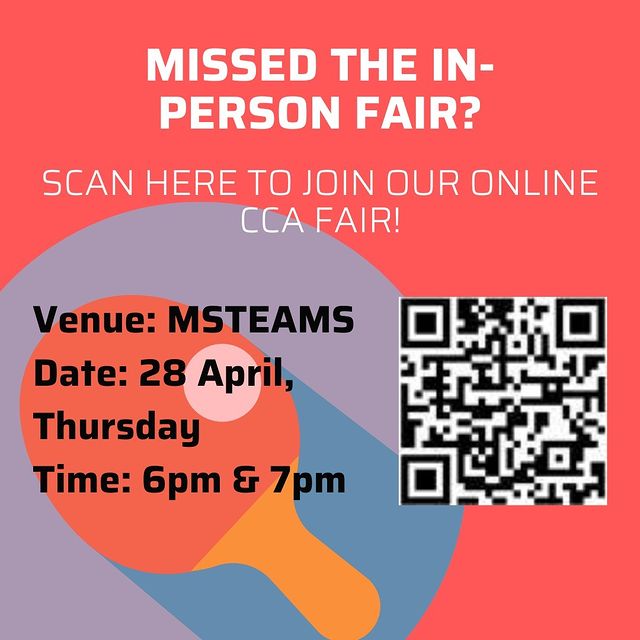 MISSED THE IN-
PERSON FAIR?
SCAN HERE TO JOIN OUR ONLINE
CCA FAIR!
Venue: MSTEAMS
Date: 28 April,
Thursday
Time: 6pm & 7pm